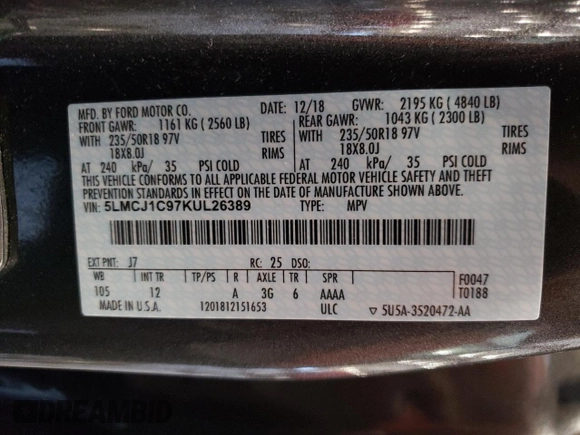 MFD. BY FORD MOTOR CO. DATE: 12/18 GVWR: 2195 KG ( 4840 LB)
FRONT GAWR: 1161 KG ( 2560 LB) REAR GAWR: 1043 KG ( 2300 LB)
WITH 235/50R18 97V TIRES WITH 235/50R18 97V TIRES
18X8.0J RIMS 18X8.0J RIMS
AT 240 kPa/ 35 PSI COLD AT 240 kPa/ 35 PSI COLD
THIS VEHICLE CONFORMS TO ALL APPLICABLE FEDERAL MOTOR VEHICLE SAFETY AND THEFT
PREVENTION STANDARDS IN EFFECT ON THE DATE OF MANUFACTURE SHOWN ABOVE.
VIN: 5LMCJ1C97KUL26389 TYPE: MPV
EXT PNT: J7 RC: 25 DSO:
WB INT TR TP/PS R AXLE TR SPR F0047
105 12 A 3G 6 AAAA T0188
MADE IN U.S.A. 1201812151653 ULC ▽ 5U5A-3520472-AA
DREAMBID